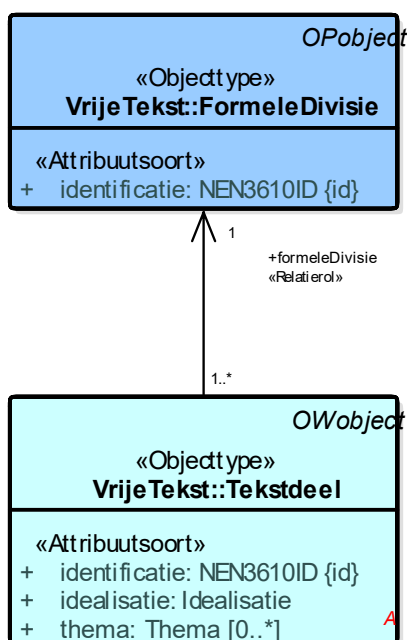 OPobject
«Objecttype»
VrijeTekst::FormeleDivisie
«Attribuutsoort»
+ identificatie: NEN3610ID {id}
1
+formeleDivisie
«Relatierol»
1..*
OWobject
«Objecttype»
VrijeTekst::Tekstdeel
«Attribuutsoort»
+ identificatie: NEN3610ID {id}
+ idealisatie: Idealisatie
A
+ thema: Thema [0..*]